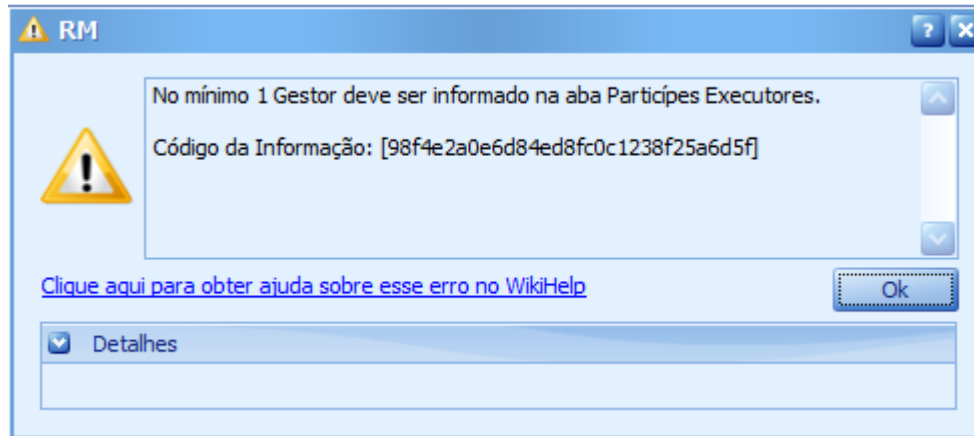 RM
No mínimo 1 Gestor deve ser informado na aba Partícipes Executores.
Código da Informação: [98f4e2a0e6d84ed8fc0c1238f25a6d5f]
Clique aqui para obter ajuda sobre esse erro no WikiHelp
Ok
Detalhes